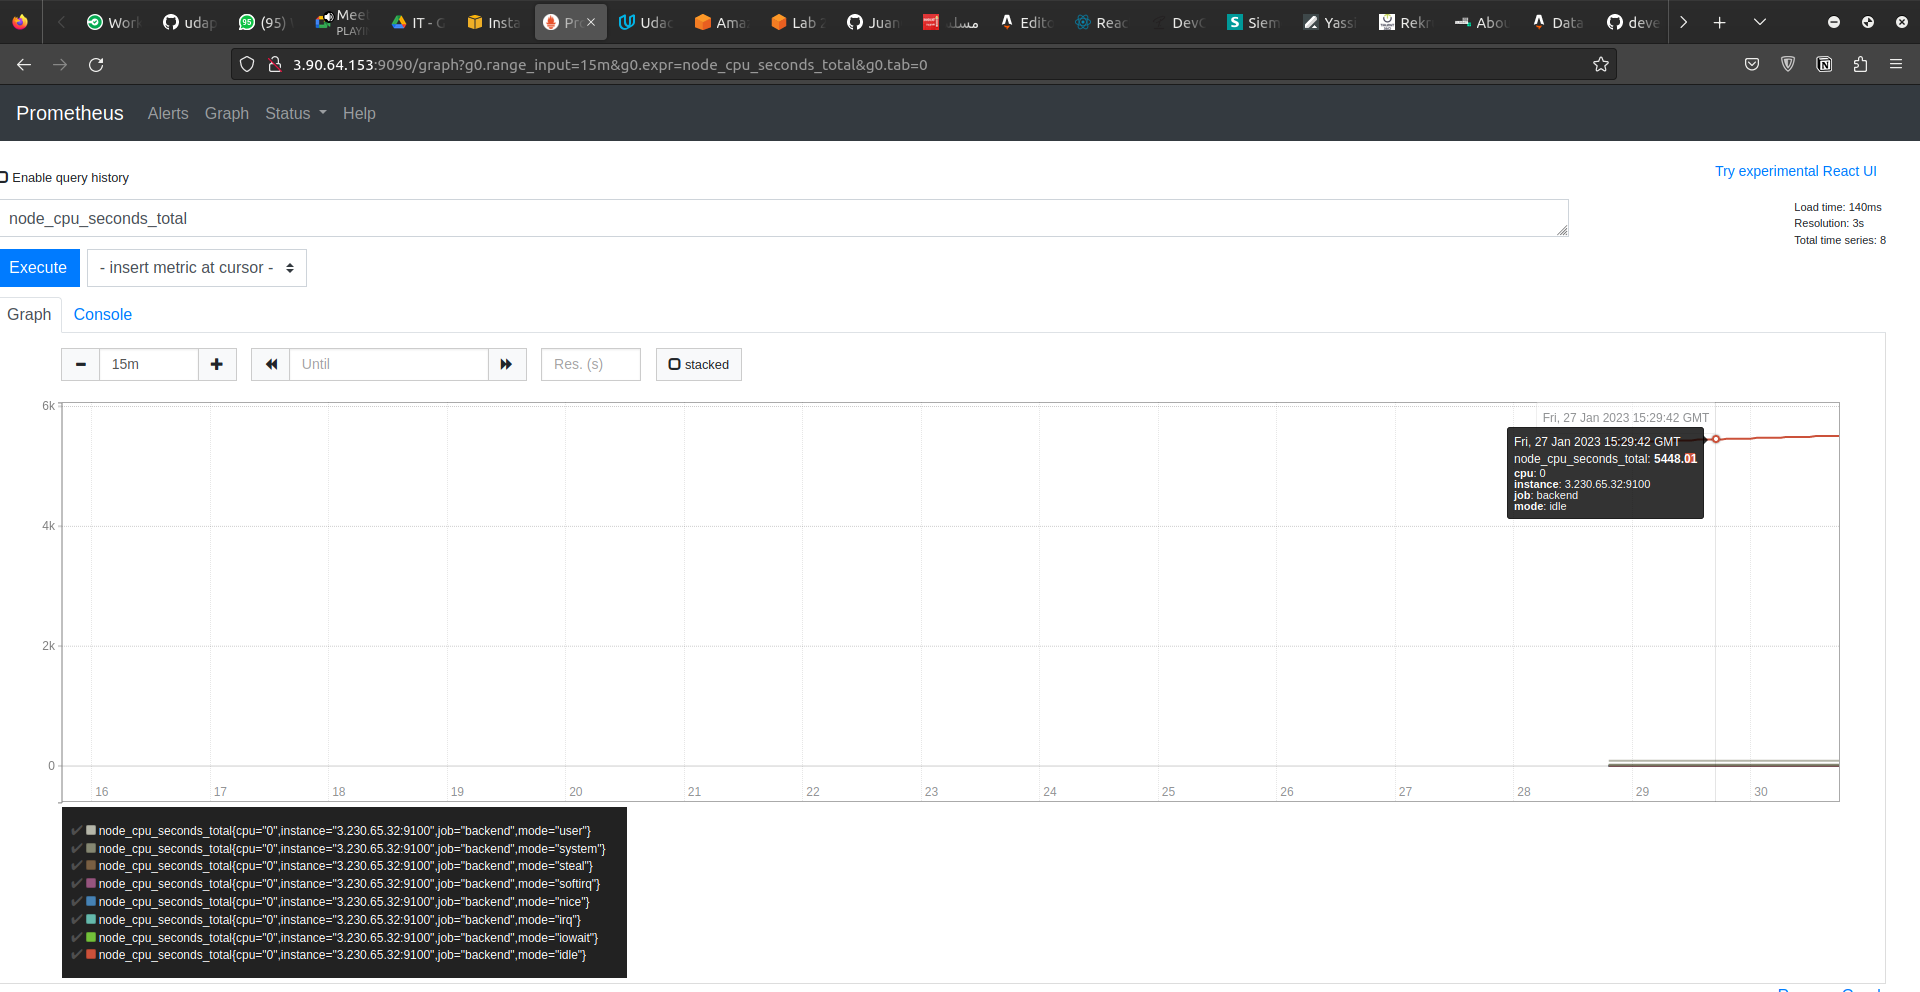 Work
udap
(95)
Meet
PLAYIN
IT - G
Insta
Pro
Udac
Ama
Lab 2
Juan
مسلس
Edito
Reac
DevO
Siem
Yassi
Rekr
Abou
Data
deve
3.90.64.153:9090/graph?g0.range_input=15m&g0.expr=node_cpu_seconds_total&g0.tab=0
Prometheus Alerts Graph Status Help
Enable query history
Try experimental React UI
node_cpu_seconds_total
Load time: 140ms
Resolution: 3s
Total time series: 8
Execute - insert metric at cursor -
Graph Console
15m Until Res. (s) stacked
6k
Fri, 27 Jan 2023 15:29:42 GMT
Fri, 27 Jan 2023 15:29:42 GMT
node_cpu_seconds_total: 5448.01
cpu: 0
instance: 3.230.65.32:9100
job: backend
mode: idle
4k
2k
0
16 17 18 19 20 21 22 23 24 25 26 27 28 29 30
node_cpu_seconds_total{cpu="0",instance="3.230.65.32:9100",job="backend",mode="user"}
node_cpu_seconds_total{cpu="0",instance="3.230.65.32:9100",job="backend",mode="system"}
node_cpu_seconds_total{cpu="0",instance="3.230.65.32:9100",job="backend",mode="steal"}
node_cpu_seconds_total{cpu="0",instance="3.230.65.32:9100",job="backend",mode="softirq"}
node_cpu_seconds_total{cpu="0",instance="3.230.65.32:9100",job="backend",mode="nice"}
node_cpu_seconds_total{cpu="0",instance="3.230.65.32:9100",job="backend",mode="irq"}
node_cpu_seconds_total{cpu="0",instance="3.230.65.32:9100",job="backend",mode="iowait"}
node_cpu_seconds_total{cpu="0",instance="3.230.65.32:9100",job="backend",mode="idle"}